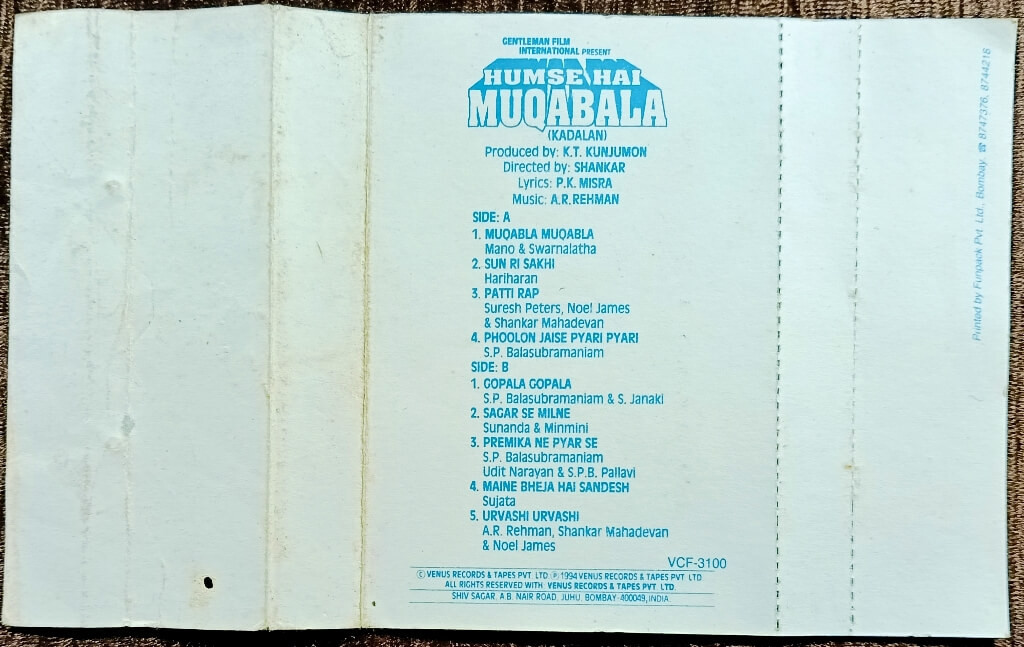 GENTLEMAN FILM
INTERNATIONAL PRESENT
HUMSE HAI
MUQABALA
(KADALAN)
Produced by: K.T. KUNJUMON
Directed by: SHANKAR
Lyrics: P.K. MISRA
Music: A.R. REHMAN
SIDE: A
1. MUQABLA MUQABLA
Mano & Swarnalatha
2. SUN RI SAKHI
Hariharan
3. PATTI RAP
Suresh Peters, Noel James
& Shankar Mahadevan
4. PHOOLON JAISE PYARI PYARI
S.P. Balasubramaniam
SIDE: B
1. GOPALA GOPALA
S.P. Balasubramaniam & S. Janaki
2. SAGAR SE MILNE
Sunanda & Minmini
3. PREMIKA NE PYAR SE
S.P. Balasubramaniam
Udit Narayan & S.P.B. Pallavi
4. MAINE BHEJA HAI SANDESH
Sujata
5. URVASHI URVASHI
A.R. Rehman, Shankar Mahadevan
& Noel James
VCF-3100
© VENUS RECORDS & TAPES PVT. LTD ℗ 1994 VENUS RECORDS & TAPES PVT. LTD
ALL RIGHTS RESERVED WITH VENUS RECORDS & TAPES PVT. LTD.
SHIV SAGAR, A.B. NAIR ROAD, JUHU, BOMBAY-400049, INDIA
Printed by Funpack Pvt. Ltd., Bombay. ☎ 8747376, 8744218